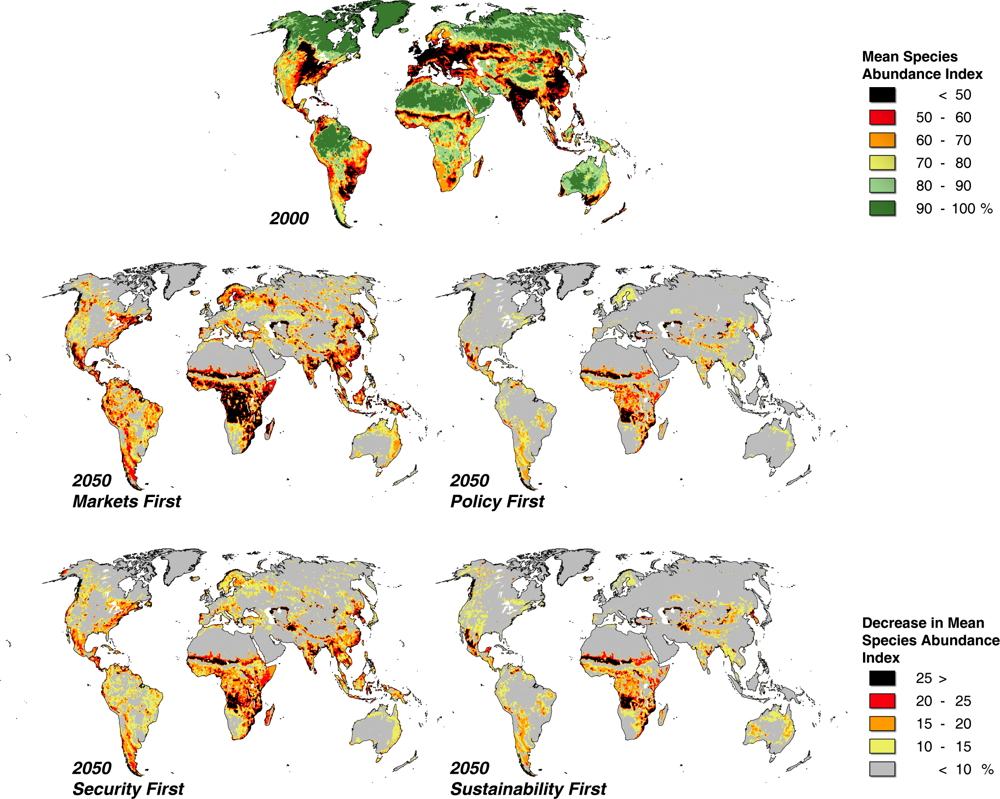 Mean Species
Abundance Index
< 50
50 - 60
60 - 70
70 - 80
80 - 90
90 - 100 %
2000
2050
Markets First
2050
Policy First
Decrease in Mean
Species Abundance
Index
25 >
20 - 25
15 - 20
10 - 15
< 10 %
2050
Security First
2050
Sustainability First